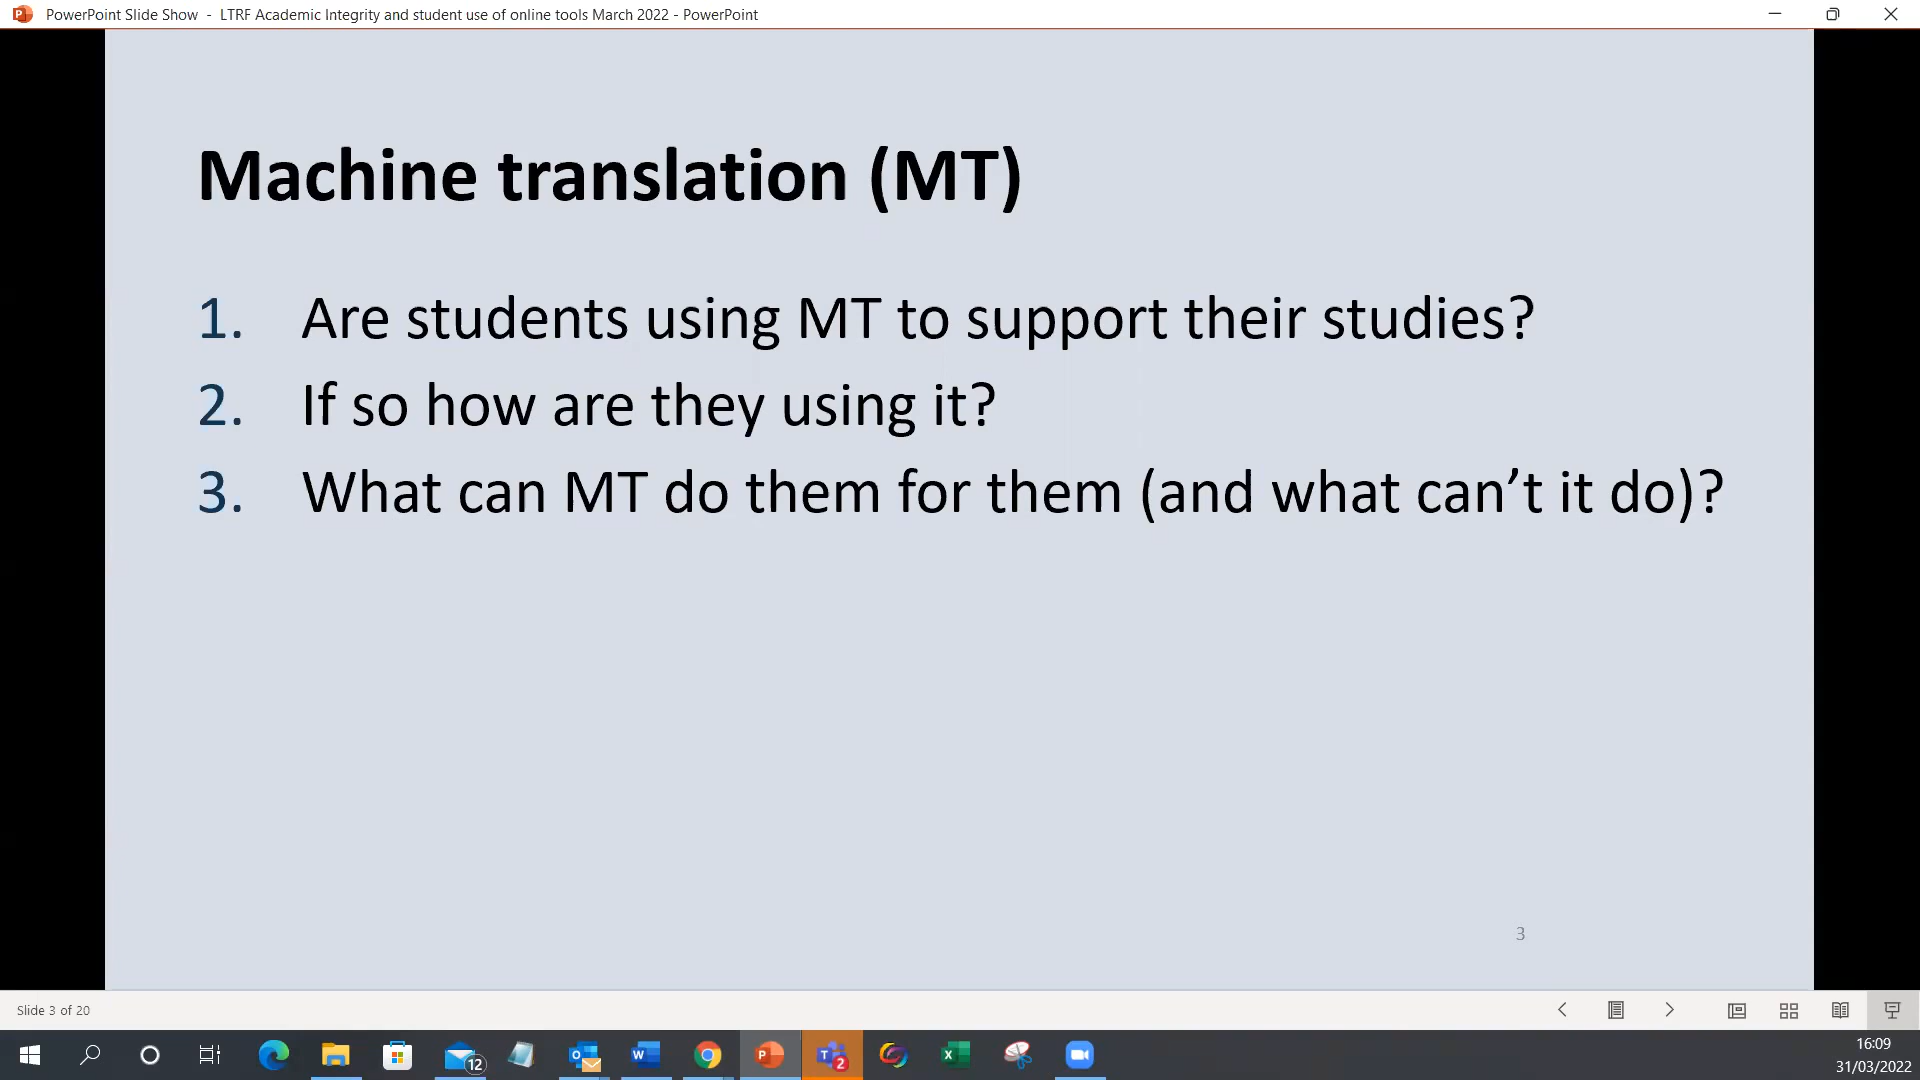 PowerPoint Slide Show - LTRF Academic Integrity and student use of online tools March 2022 - PowerPoint
Machine translation (MT)
1. Are students using MT to support their studies?
2. If so how are they using it?
3. What can MT do them for them (and what can’t it do)?
3
Slide 3 of 20
12
2
16:09
31/03/2022